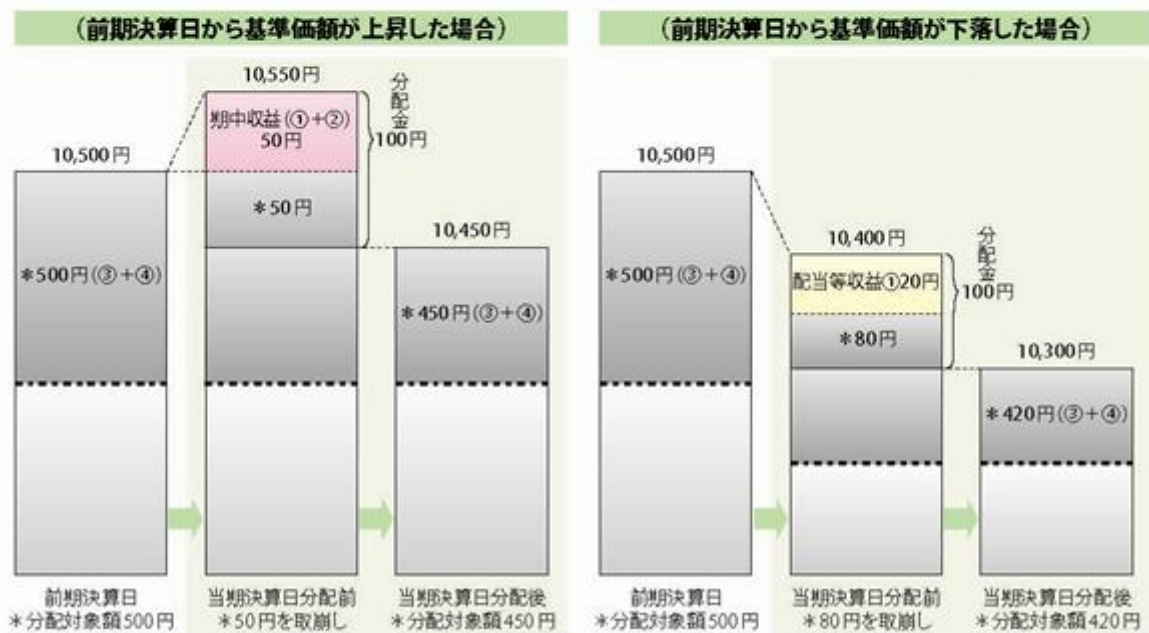 (前期決算日から基準価額が上昇した場合)
10,550円
期中収益(①+②)
50円
分配金
100円
10,500円
*50円
10,450円
*500円(③+④)
*450円(③+④)
前期決算日
*分配対象額500円
当期決算日分配前
*50円を取崩し
当期決算日分配後
*分配対象額450円
(前期決算日から基準価額が下落した場合)
10,500円
10,400円
分配金
*500円(③+④)
配当等収益①20円
100円
*80円
10,300円
*420円(③+④)
前期決算日
*分配対象額500円
当期決算日分配前
*80円を取崩し
当期決算日分配後
*分配対象額420円